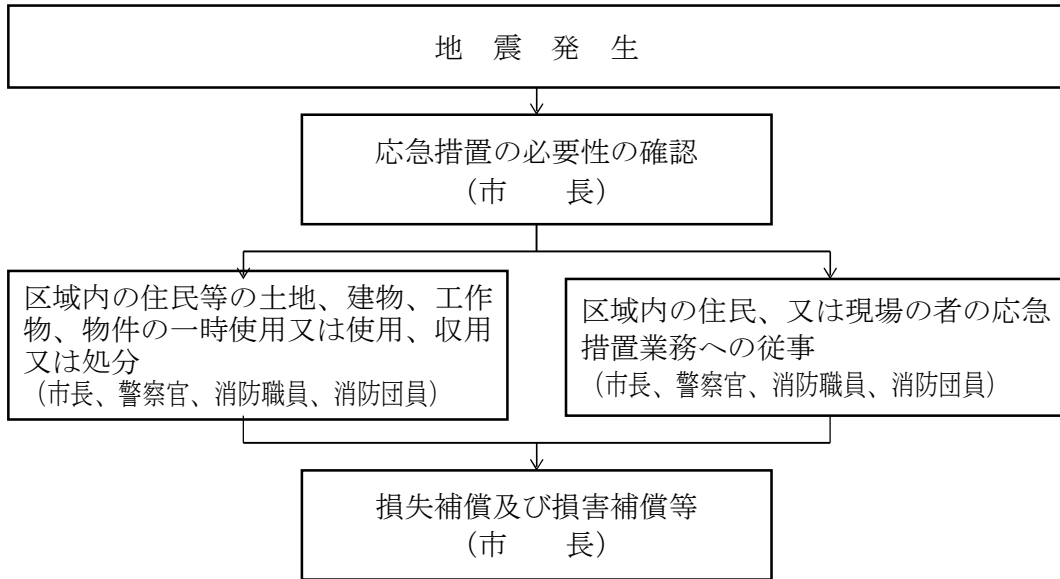 地　震　発　生
応急措置の必要性の確認
（市　　長）
区域内の住民等の土地、建物、工作
物、物件の一時使用又は使用、収用
又は処分
（市長、警察官、消防職員、消防団員）
区域内の住民、又は現場の者の応急
措置業務への従事
（市長、警察官、消防職員、消防団員）
損失補償及び損害補償等
（市　　長）